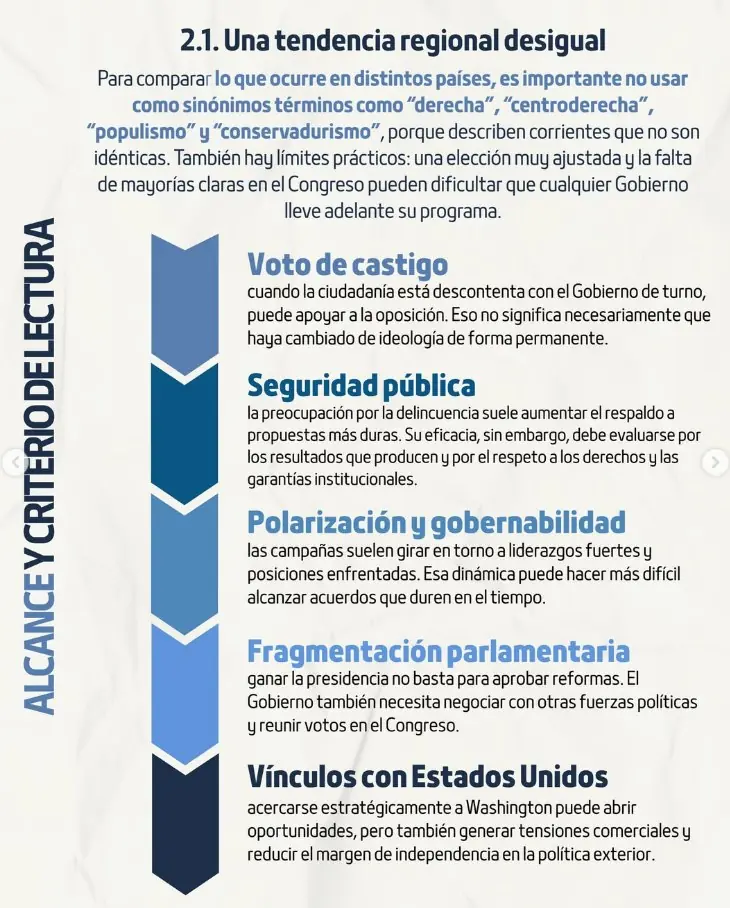 2.1. Una tendencia regional desigual
Para comparar lo que ocurre en distintos países, es importante no usar
como sinónimos términos como “derecha”, “centroderecha”,
“populismo” y “conservadurismo”, porque describen corrientes que no son
idénticas. También hay límites prácticos: una elección muy ajustada y la falta
de mayorías claras en el Congreso pueden dificultar que cualquier Gobierno
lleve adelante su programa.
ALCANCE Y CRITERIO DE LECTURA
Voto de castigo
cuando la ciudadanía está descontenta con el Gobierno de turno,
puede apoyar a la oposición. Eso no significa necesariamente que
haya cambiado de ideología de forma permanente.
Seguridad pública
la preocupación por la delincuencia suele aumentar el respaldo a
propuestas más duras. Su eficacia, sin embargo, debe evaluarse por
los resultados que producen y por el respeto a los derechos y las
garantías institucionales.
Polarización y gobernabilidad
las campañas suelen girar en torno a liderazgos fuertes y
posiciones enfrentadas. Esa dinámica puede hacer más difícil
alcanzar acuerdos que duren en el tiempo.
Fragmentación parlamentaria
ganar la presidencia no basta para aprobar reformas. El
Gobierno también necesita negociar con otras fuerzas políticas
y reunir votos en el Congreso.
Vínculos con Estados Unidos
acercarse estratégicamente a Washington puede abrir
oportunidades, pero también generar tensiones comerciales y
reducir el margen de independencia en la política exterior.